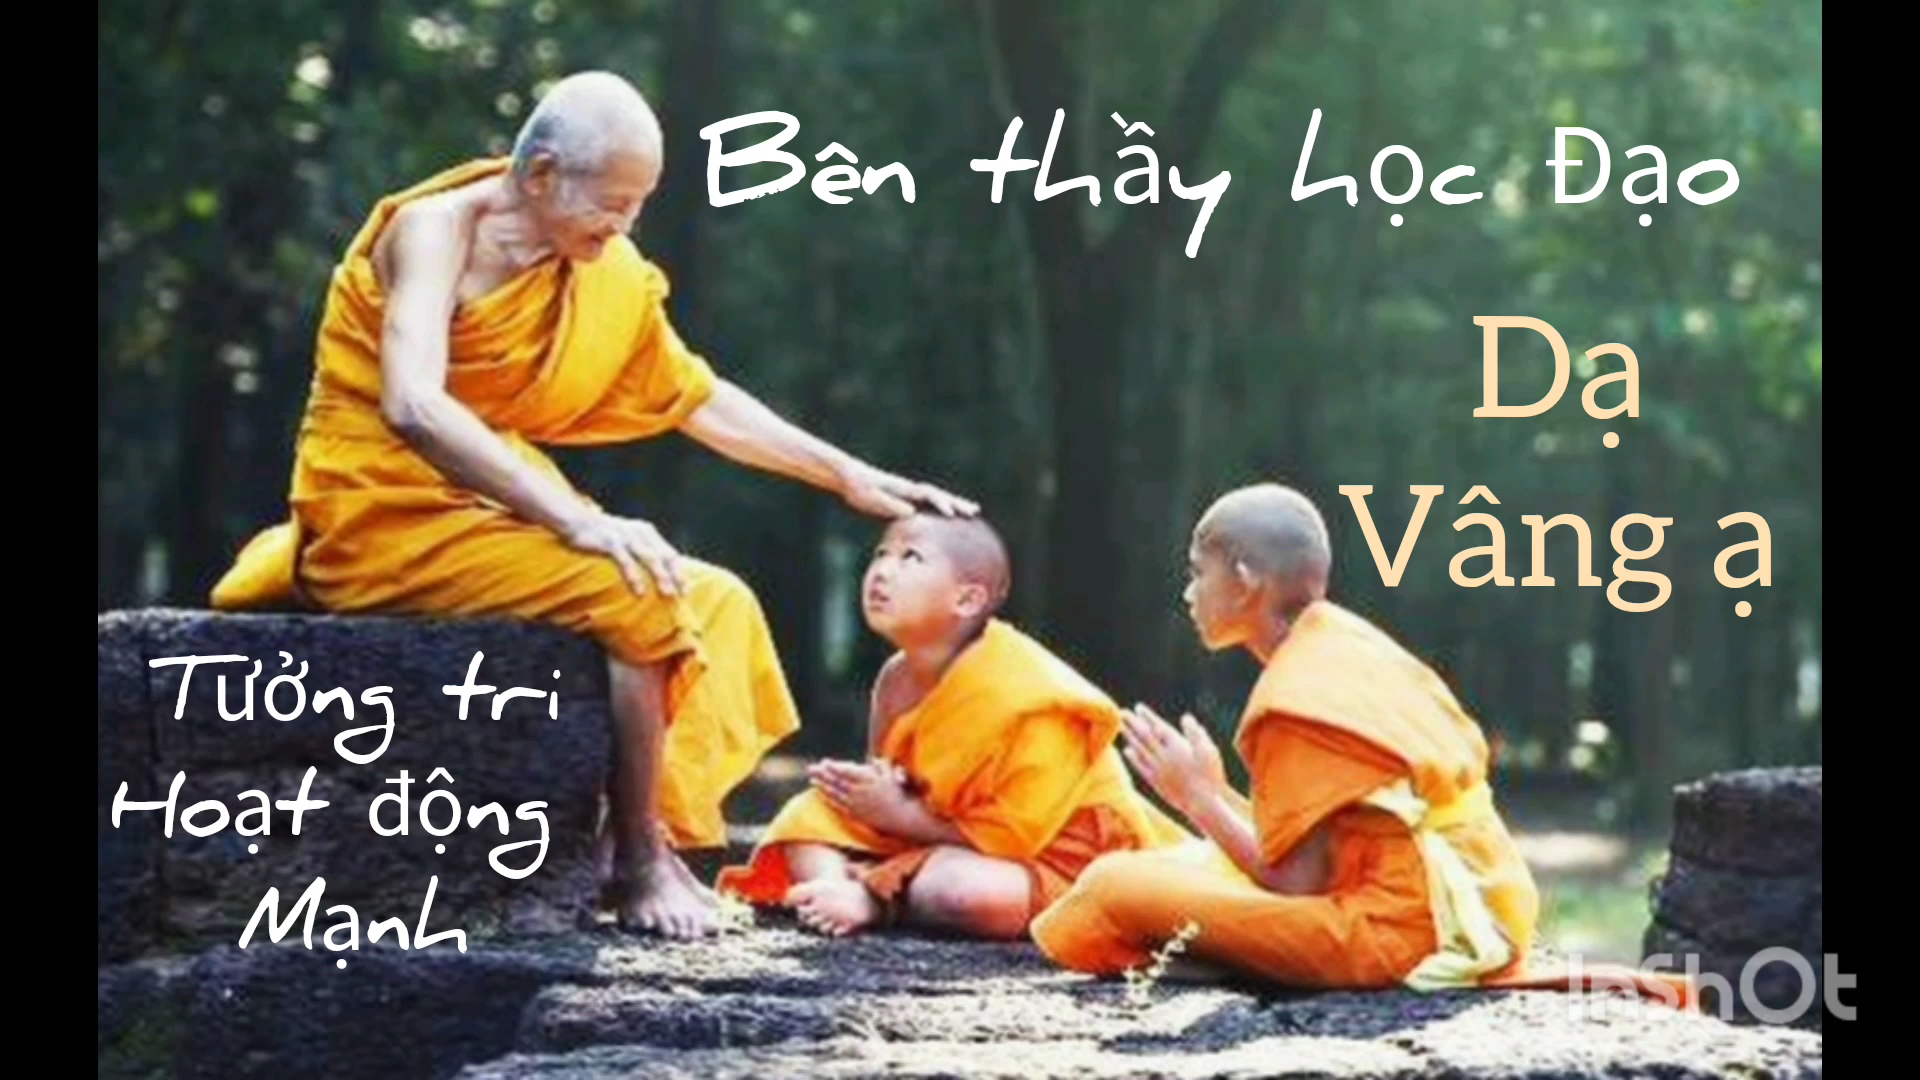 Bên thầy học Đạo
Dạ
Vâng ạ
Tưởng tri
Hoạt động
Mạnh
InShOt